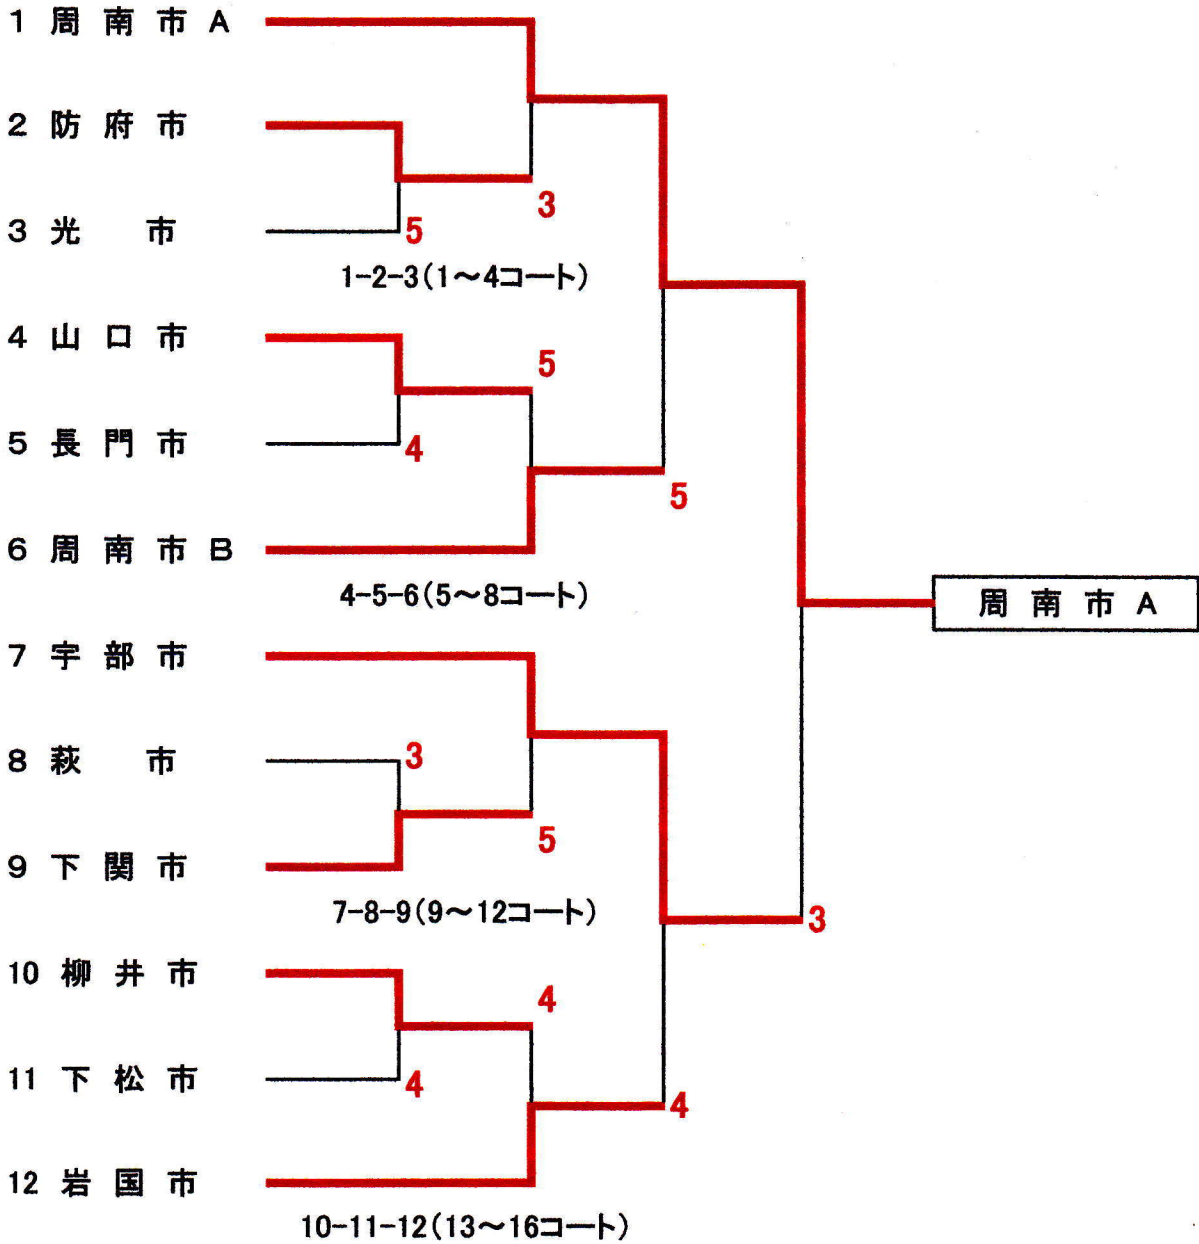 1 周南市A
2 防府市
3
3 光 市
5
1-2-3(1～4コート)
4 山口市
5
5 長門市
4
5
6 周南市B
4-5-6(5～8コート)
周南市A
7 宇部市
8 萩 市
3
5
9 下関市
7-8-9(9～12コート)
3
10 柳井市
4
11 下松市
4
4
12 岩国市
10-11-12(13～16コート)